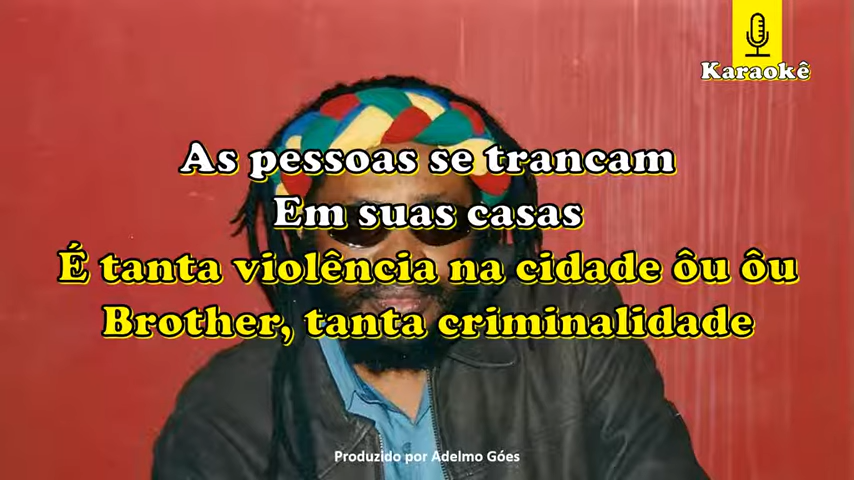 Karaokê
As pessoas se trancam
Em suas casas
É tanta violência na cidade ôu ôu
Brother, tanta criminalidade
Produzido por Adelmo Góes